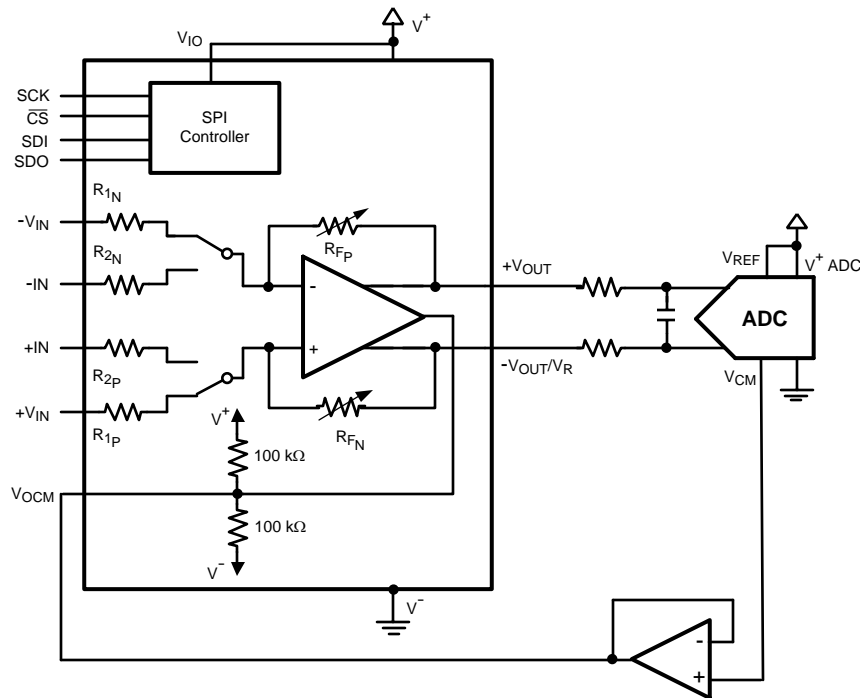 V+
VIO
SCK
CS
SDI
SDO
SPI
Controller
R1N
-VIN
R2N
-IN
+IN
R2P
+VIN
R1P
RFP
-
+
RFN
+VOUT
-VOUT/VR
VREF
V+ ADC
ADC
VCM
V+
100 kΩ
VOCM
100 kΩ
V-
V-
-
+